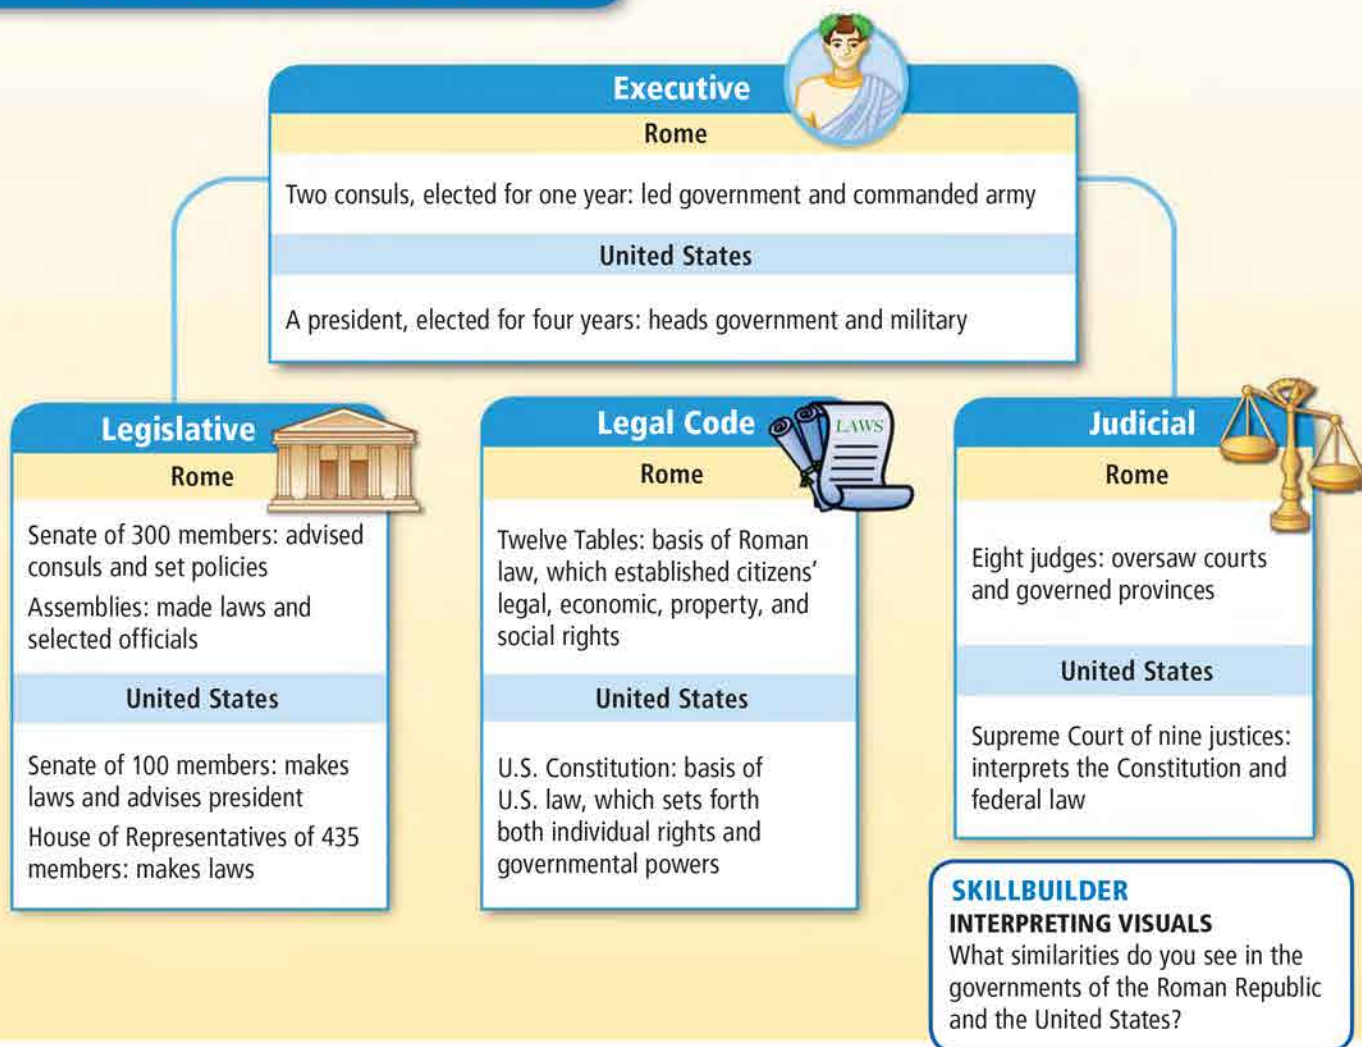 Executive
Rome
Two consuls, elected for one year: led government and commanded army
United States
A president, elected for four years: heads government and military
Legislative
Rome
Senate of 300 members: advised
consuls and set policies
Assemblies: made laws and
selected officials
United States
Senate of 100 members: makes
laws and advises president
House of Representatives of 435
members: makes laws
Legal Code
LAWS
Rome
Twelve Tables: basis of Roman
law, which established citizens’
legal, economic, property, and
social rights
United States
U.S. Constitution: basis of
U.S. law, which sets forth
both individual rights and
governmental powers
Judicial
Rome
Eight judges: oversaw courts
and governed provinces
United States
Supreme Court of nine justices:
interprets the Constitution and
federal law
SKILLBUILDER
INTERPRETING VISUALS
What similarities do you see in the
governments of the Roman Republic
and the United States?